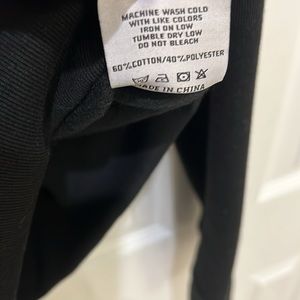 MACHINE WASH COLD
WITH LIKE COLORS
IRON ON LOW
TUMBLE DRY LOW
DO NOT BLEACH
60%COTTON/40%POLYESTER
MADE IN CHINA